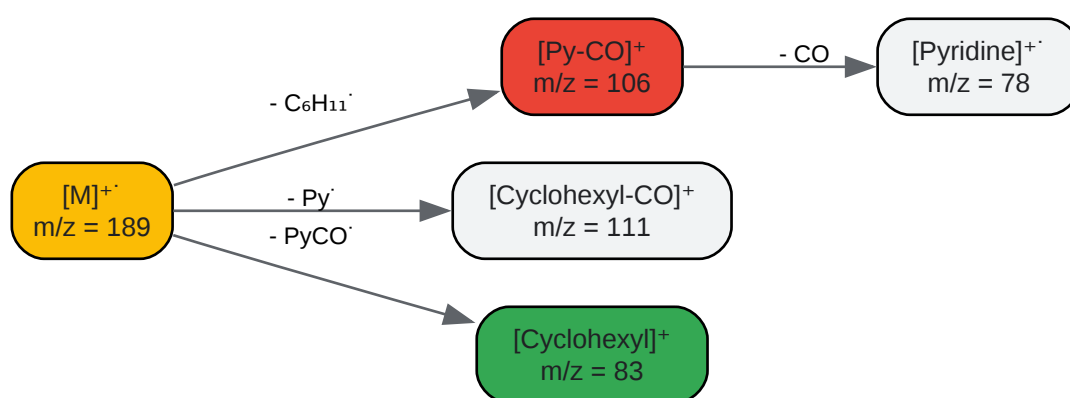 [Py-CO]⁺
m/z = 106
- CO
[Pyridine]⁺˙
m/z = 78
- C₆H₁₁˙
[M]⁺˙
m/z = 189
- Py˙
[Cyclohexyl-CO]⁺
m/z = 111
- PyCO˙
[Cyclohexyl]⁺
m/z = 83